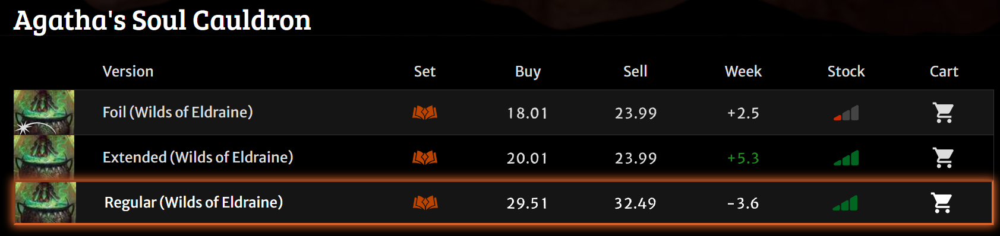 Agatha's Soul Cauldron
Version Set Buy Sell Week Stock Cart
Foil (Wilds of Eldraine) 18.01 23.99 +2.5
Extended (Wilds of Eldraine) 20.01 23.99 +5.3
Regular (Wilds of Eldraine) 29.51 32.49 -3.6